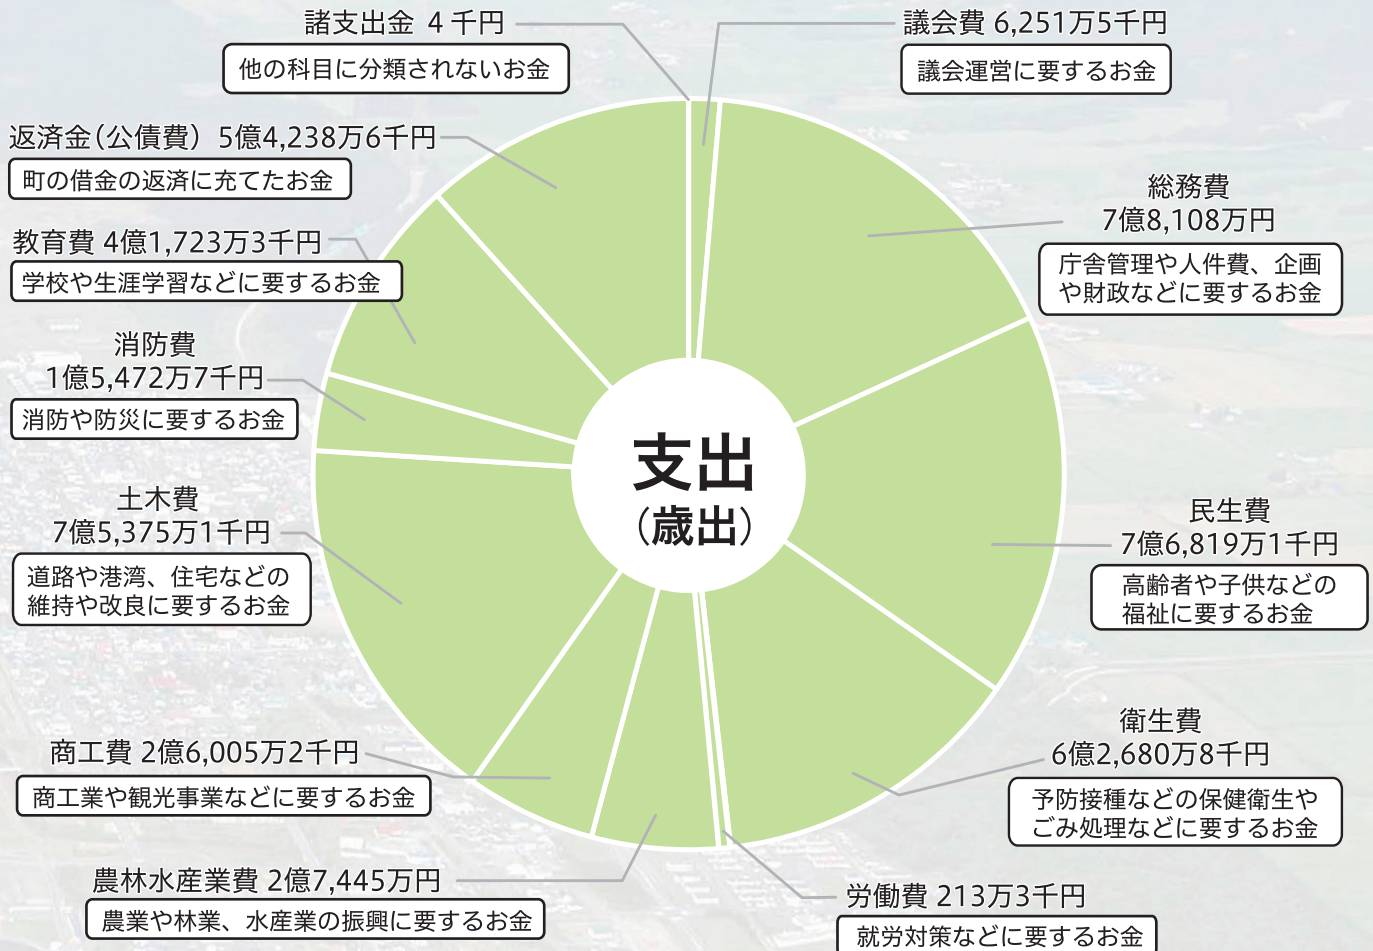 諸支出金 4千円
他の科目に分類されないお金
議会費 6,251万5千円
議会運営に要するお金
返済金（公債費） 5億4,238万6千円
町の借金の返済に充てたお金
総務費
7億8,108万円
庁舎管理や人件費、企画
や財政などに要するお金
教育費 4億1,723万3千円
学校や生涯学習などに要するお金
消防費
1億5,472万7千円
消防や防災に要するお金
支出
（歳出）
土木費
7億5,375万1千円
道路や港湾、住宅などの
維持や改良に要するお金
民生費
7億6,819万1千円
高齢者や子供などの
福祉に要するお金
衛生費
6億2,680万8千円
予防接種などの保健衛生や
ごみ処理などに要するお金
商工費 2億6,005万2千円
商工業や観光事業などに要するお金
農林水産業費 2億7,445万円
農業や林業、水産業の振興に要するお金
労働費 213万3千円
就労対策などに要するお金